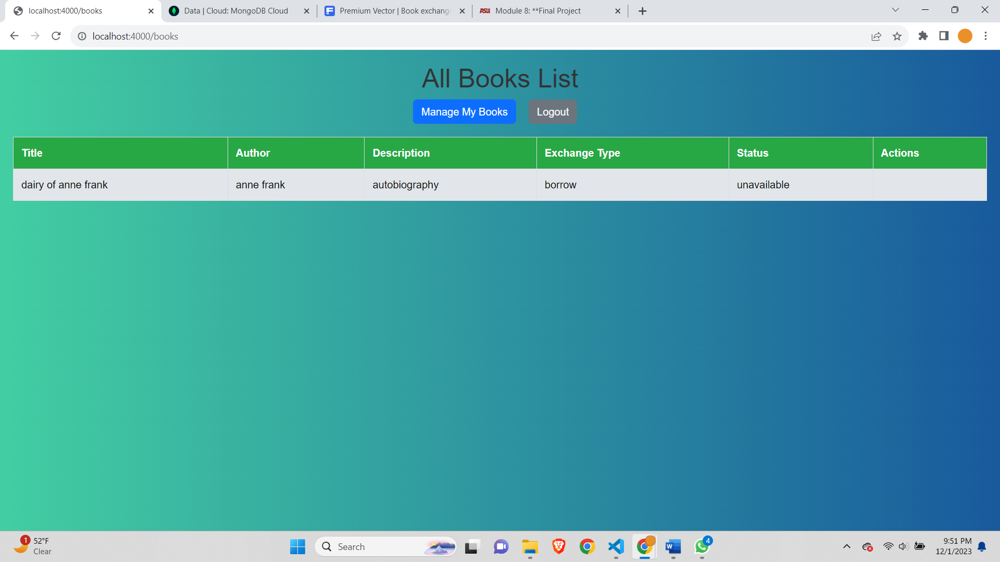 localhost:4000/books
Data | Cloud: MongoDB Cloud
Premium Vector | Book exchang
ASU Module 8: **Final Project
localhost:4000/books
All Books List
Manage My Books Logout
Title Author Description Exchange Type Status Actions
dairy of anne frank anne frank autobiography borrow unavailable
1 52°F
Clear
Search
W
4
9:51 PM
12/1/2023